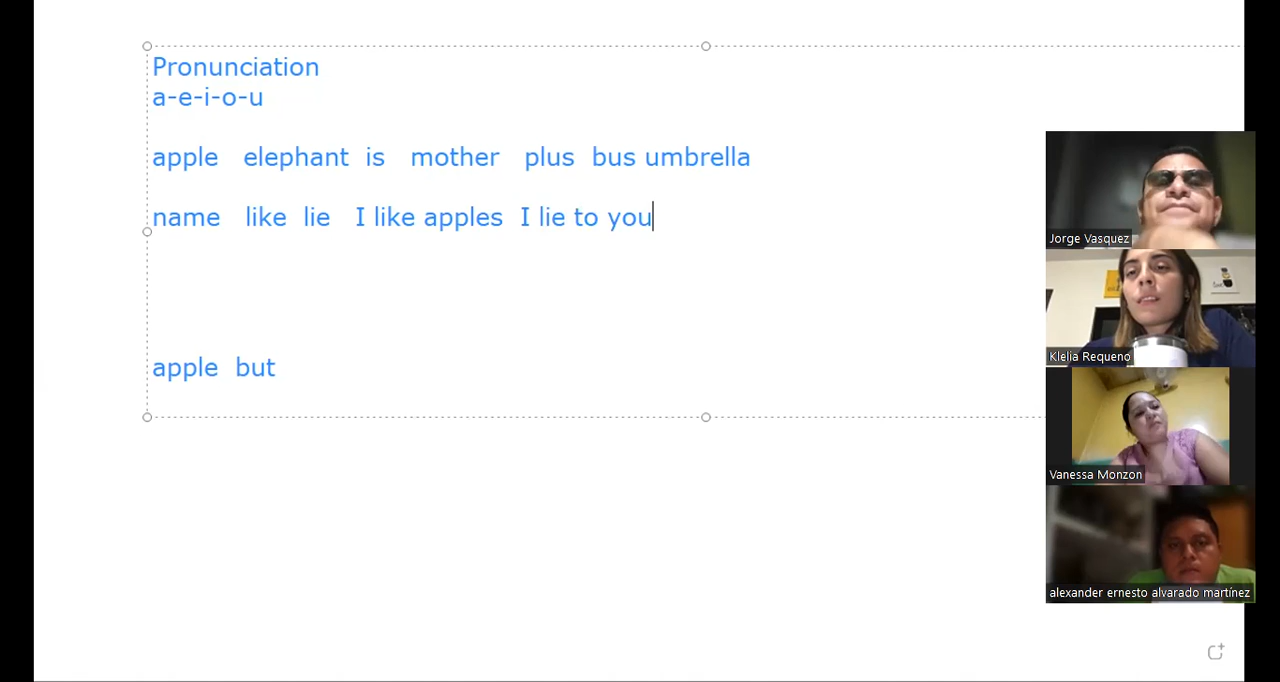 Pronunciation
a-e-i-o-u
apple elephant is mother plus bus umbrella
name like lie I like apples I lie to you
apple but
Jorge Vasquez
Klelia Requeno
Vanessa Monzon
alexander ernesto alvarado martínez